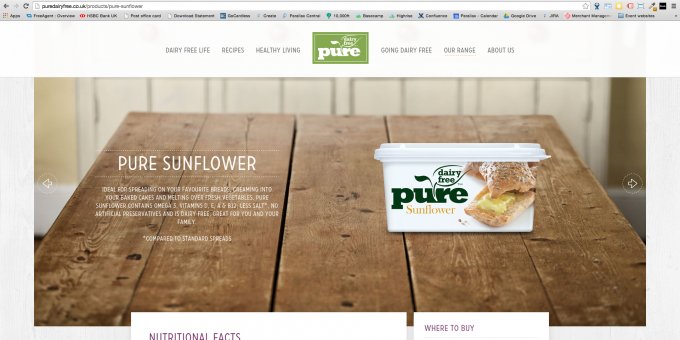 puredairyfree.co.uk/products/pure-sunflower
Apps FreeAgent : Overview HSBC Bank UK Post office card Download Statement GoCardless Parallax Central 10,000ft Basecamp Highrise Confluence Parallax - Calendar Google Drive JIRA Merchant Managem... Event websites
DAIRY FREE LIFE RECIPES HEALTHY LIVING dairy free pure GOING DAIRY FREE OUR RANGE ABOUT US
PURE SUNFLOWER
IDEAL FOR SPREADING ON YOUR FAVOURITE BREADS, CREAMING INTO
YOUR BAKED CAKES AND MELTING OVER FRESH VEGETABLES, PURE
SUNFLOWER CONTAINS OMEGA 3, VITAMINS D, E, A & B12, LESS SALT*, NO
ARTIFICIAL PRESERVATIVES AND IS DAIRY-FREE. GREAT FOR YOU AND YOUR
FAMILY.
*COMPARED TO STANDARD SPREADS
dairy
free
pure
Sunflower
NUTRITIONAL FACTS
WHERE TO BUY